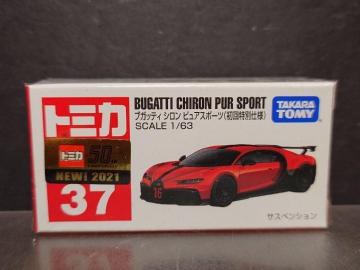 BUGATTI CHIRON PUR SPORT
ブガッティ シロン ピュアスポーツ(初回特別仕様)
SCALE 1/63
TAKARA
TOMY
トミカ
トミカ
50th
NEW! 2021
37
16
サスペンション